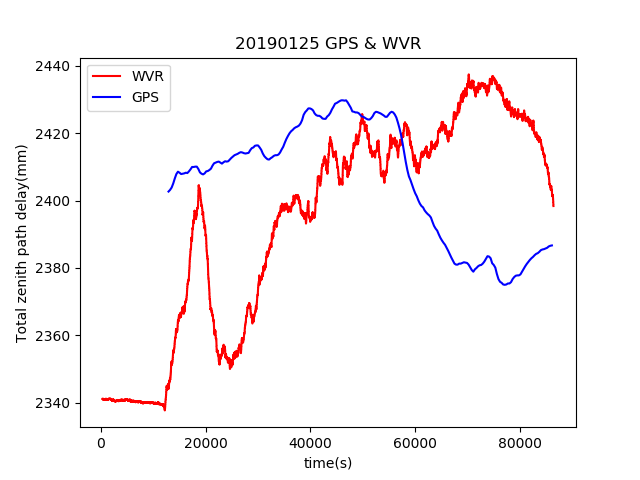 20190125 GPS & WVR
WVR
GPS
Total zenith path delay(mm)
2440
2420
2400
2380
2360
2340
0 20000 40000 60000 80000
time(s)